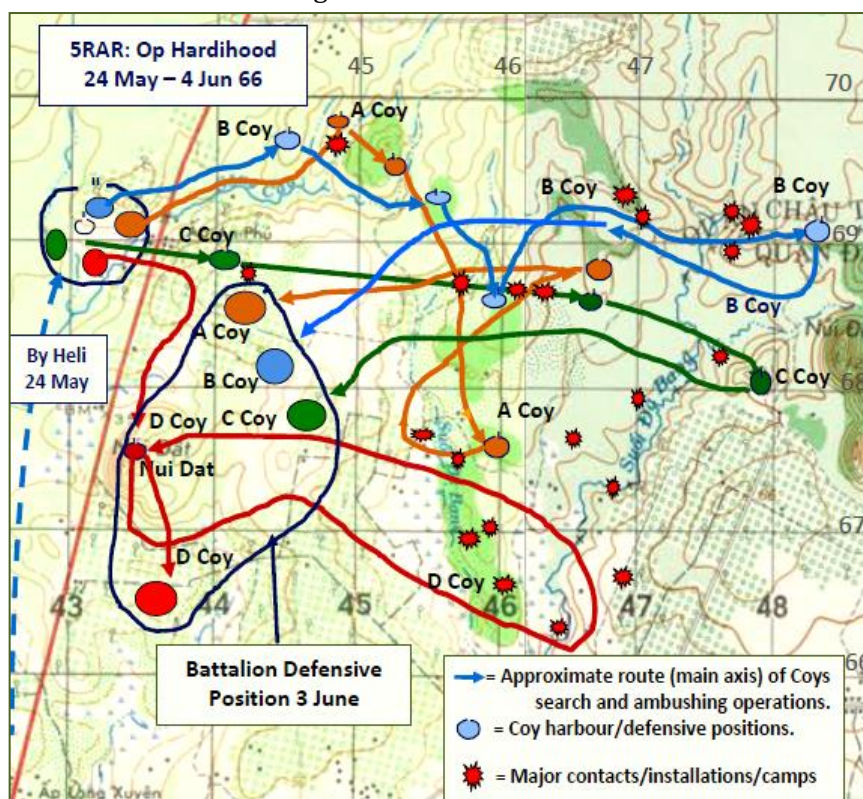 5RAR: Op Hardihood
24 May – 4 Jun 66
45
46
47
70
A Coy
B Coy
B Coy
B Coy
69
C Coy
A Coy
B Coy
By Heli
24 May
B Coy
68
C Coy
D Coy
C Coy
A Coy
Nui Dat
67
D Coy
D Coy
43
44
45
46
47
48
Battalion Defensive
Position 3 June
= Approximate route (main axis) of Coys
search and ambushing operations.
= Coy harbour/defensive positions.
= Major contacts/installations/camps
Ấp Long Xuyên